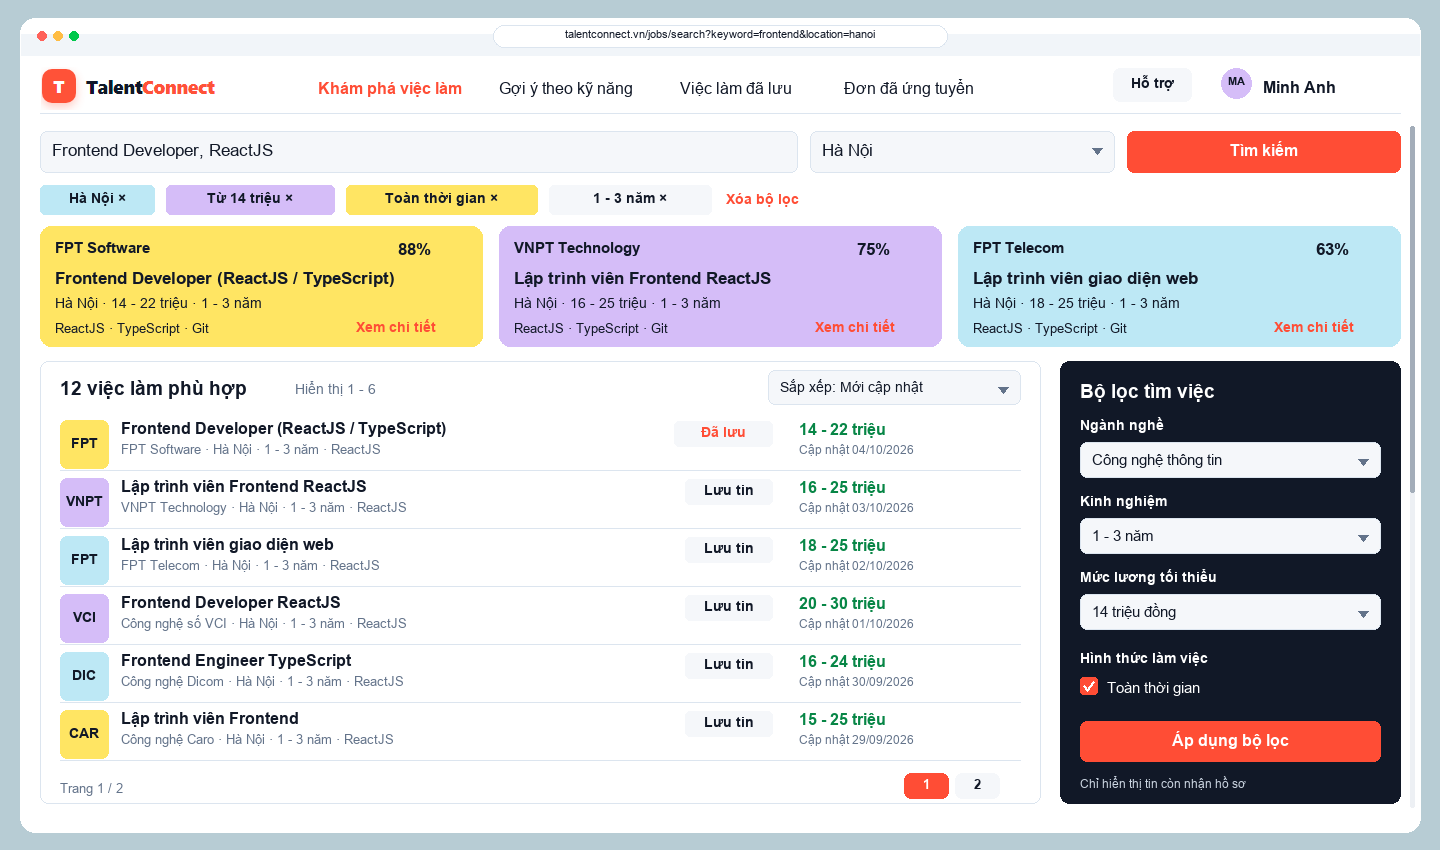 talentconnect.vn/jobs/search?keyword=frontend&location=hanoi
T TalentConnect
Khám phá việc làm
Gợi ý theo kỹ năng
Việc làm đã lưu
Đơn đã ứng tuyển
Hỗ trợ
MA
Minh Anh
Frontend Developer, ReactJS
Hà Nội
Tìm kiếm
Hà Nội ×
Từ 14 triệu ×
Toàn thời gian ×
1 - 3 năm ×
Xóa bộ lọc
FPT Software
88%
Frontend Developer (ReactJS / TypeScript)
Hà Nội · 14 - 22 triệu · 1 - 3 năm
ReactJS · TypeScript · Git
Xem chi tiết
VNPT Technology
75%
Lập trình viên Frontend ReactJS
Hà Nội · 16 - 25 triệu · 1 - 3 năm
ReactJS · TypeScript · Git
Xem chi tiết
FPT Telecom
63%
Lập trình viên giao diện web
Hà Nội · 18 - 25 triệu · 1 - 3 năm
ReactJS · TypeScript · Git
Xem chi tiết
12 việc làm phù hợp
Hiển thị 1 - 6
Sắp xếp: Mới cập nhật
FPT
Frontend Developer (ReactJS / TypeScript)
FPT Software · Hà Nội · 1 - 3 năm · ReactJS
Đã lưu
14 - 22 triệu
Cập nhật 04/10/2026
VNPT
Lập trình viên Frontend ReactJS
VNPT Technology · Hà Nội · 1 - 3 năm · ReactJS
Lưu tin
16 - 25 triệu
Cập nhật 03/10/2026
FPT
Lập trình viên giao diện web
FPT Telecom · Hà Nội · 1 - 3 năm · ReactJS
Lưu tin
18 - 25 triệu
Cập nhật 02/10/2026
VCI
Frontend Developer ReactJS
Công nghệ số VCI · Hà Nội · 1 - 3 năm · ReactJS
Lưu tin
20 - 30 triệu
Cập nhật 01/10/2026
DIC
Frontend Engineer TypeScript
Công nghệ Dicom · Hà Nội · 1 - 3 năm · ReactJS
Lưu tin
16 - 24 triệu
Cập nhật 30/09/2026
CAR
Lập trình viên Frontend
Công nghệ Caro · Hà Nội · 1 - 3 năm · ReactJS
Lưu tin
15 - 25 triệu
Cập nhật 29/09/2026
Trang 1 / 2
1
2
Bộ lọc tìm việc
Ngành nghề
Công nghệ thông tin
Kinh nghiệm
1 - 3 năm
Mức lương tối thiểu
14 triệu đồng
Hình thức làm việc
Toàn thời gian
Áp dụng bộ lọc
Chỉ hiển thị tin còn nhận hồ sơ